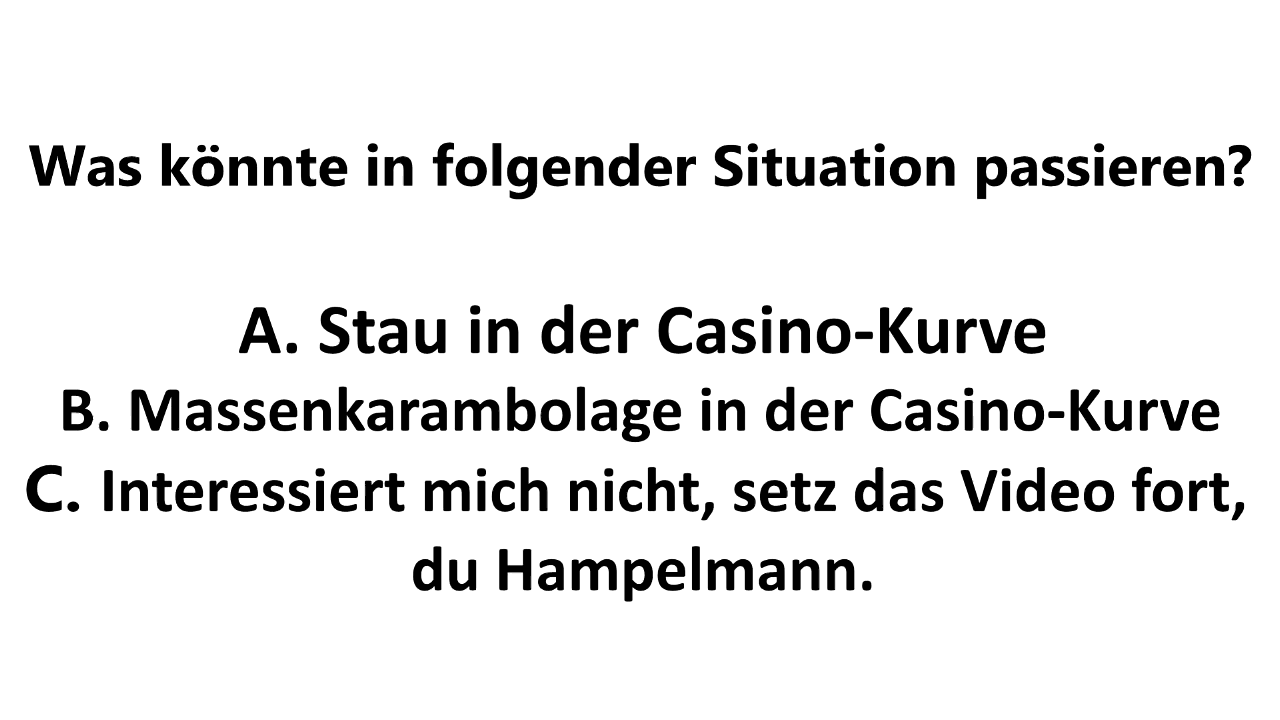 Was könnte in folgender Situation passieren?
A. Stau in der Casino-Kurve
B. Massenkarambolage in der Casino-Kurve
C. Interessiert mich nicht, setz das Video fort,
du Hampelmann.